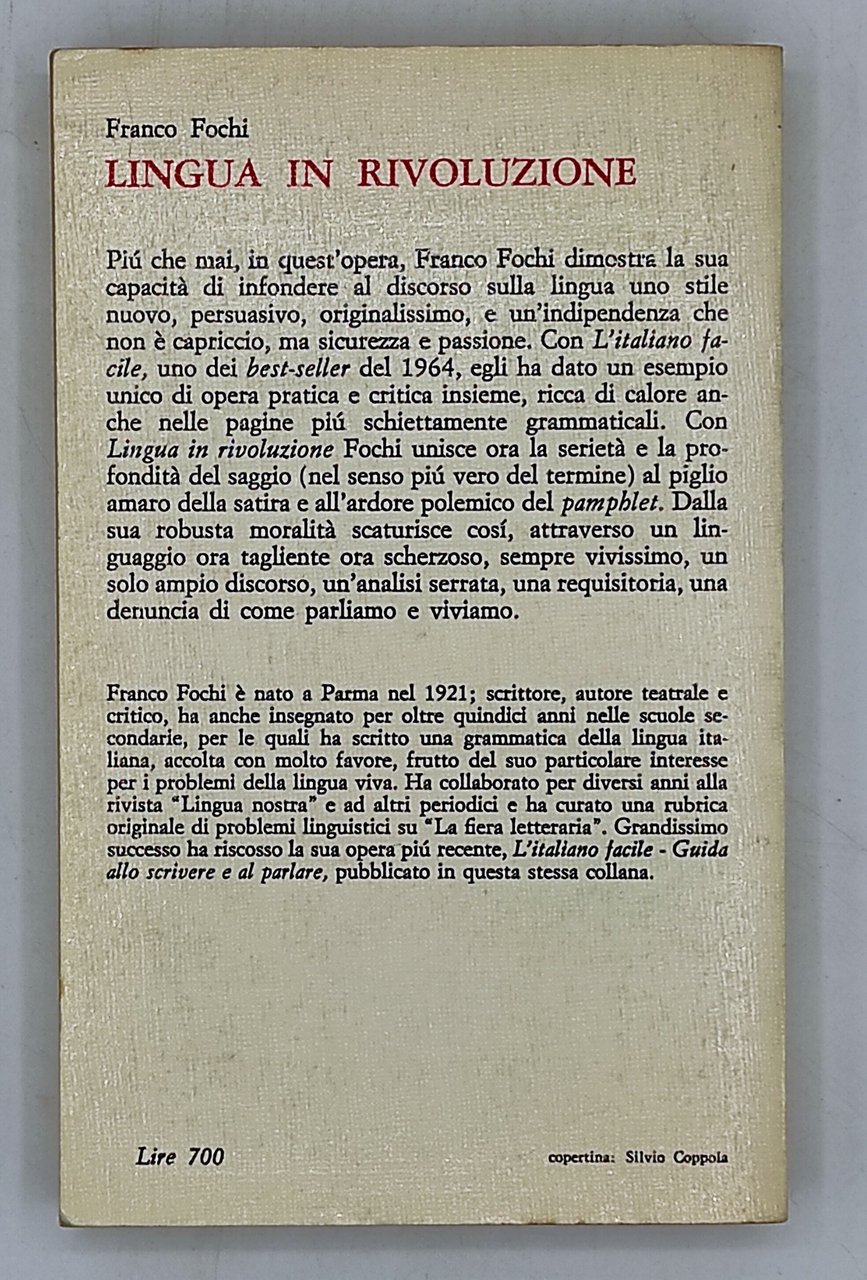 Franco Fochi
LINGUA IN RIVOLUZIONE
Piú che mai, in quest'opera, Franco Fochi dimostra la sua
capacità di infondere al discorso sulla lingua uno stile
nuovo, persuasivo, originalissimo, e un'indipendenza che
non è capriccio, ma sicurezza e passione. Con L'italiano fa-
cile, uno dei best-seller del 1964, egli ha dato un esempio
unico di opera pratica e critica insieme, ricca di calore an-
che nelle pagine piú schiettamente grammaticali. Con
Lingua in rivoluzione Fochi unisce ora la serietà e la pro-
fondità del saggio (nel senso piú vero del termine) al piglio
amaro della satira e all'ardore polemico del pamphlet. Dalla
sua robusta moralità scaturisce cosí, attraverso un lin-
guaggio ora tagliente ora scherzoso, sempre vivissimo, un
solo ampio discorso, un'analisi serrata, una requisitoria, una
denuncia di come parliamo e viviamo.
Franco Fochi è nato a Parma nel 1921; scrittore, autore teatrale e
critico, ha anche insegnato per oltre quindici anni nelle scuole se-
condarie, per le quali ha scritto una grammatica della lingua ita-
liana, accolta con molto favore, frutto del suo particolare interesse
per i problemi della lingua viva. Ha collaborato per diversi anni alla
rivista "Lingua nostra" e ad altri periodici e ha curato una rubrica
originale di problemi linguistici su "La fiera letteraria". Grandissimo
successo ha riscosso la sua opera piú recente, L'italiano facile - Guida
allo scrivere e al parlare, pubblicato in questa stessa collana.
Lire 700
copertina: Silvio Coppola